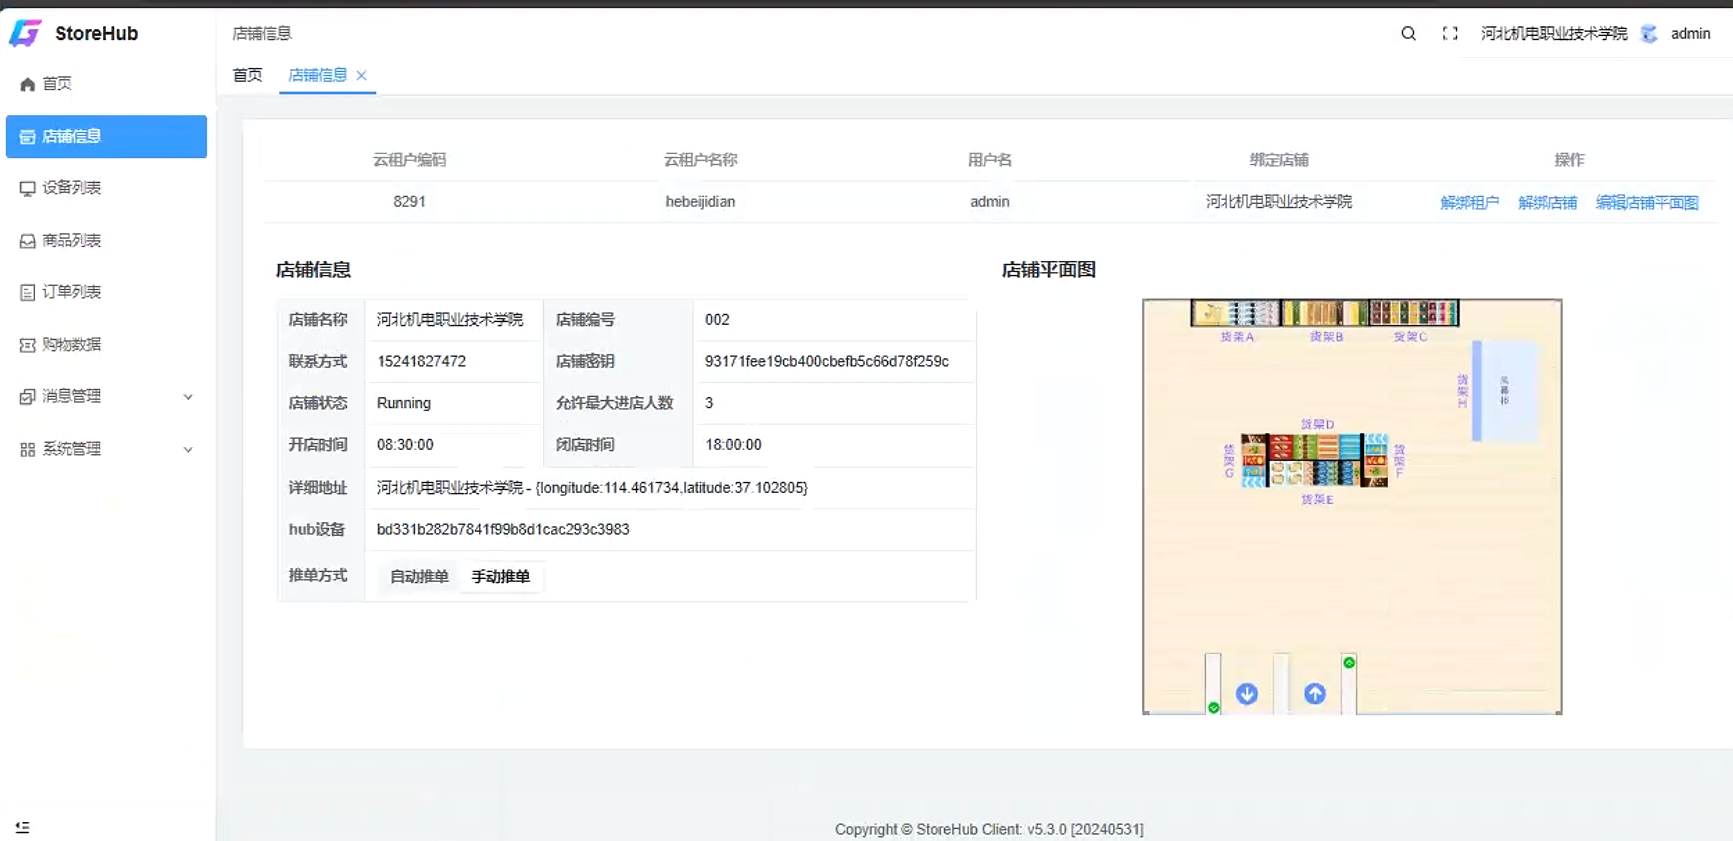 StoreHub
店铺信息
河北机电职业技术学院
admin
首页
店铺信息
首页
店铺信息
设备列表
商品列表
订单列表
购物数据
消息管理
系统管理
云租户编码
云租户名称
用户名
绑定店铺
操作
8291
hebeijidian
admin
河北机电职业技术学院
解绑租户
解绑店铺
编辑店铺平面图
店铺信息
店铺名称
河北机电职业技术学院
店铺编号
002
联系方式
15241827472
店铺密钥
93171fee19cb400cbefb5c66d78f259c
店铺状态
Running
允许最大进店人数
3
开店时间
08:30:00
闭店时间
18:00:00
详细地址
河北机电职业技术学院 - {longitude:114.461734,latitude:37.102805}
hub设备
bd331b282b7841f99b8d1cac293c3983
推单方式
自动推单
手动推单
店铺平面图
货架A
货架B
货架C
货架H
风幕柜
货架D
货架G
货架F
货架E
Copyright © StoreHub Client: v5.3.0 [20240531]